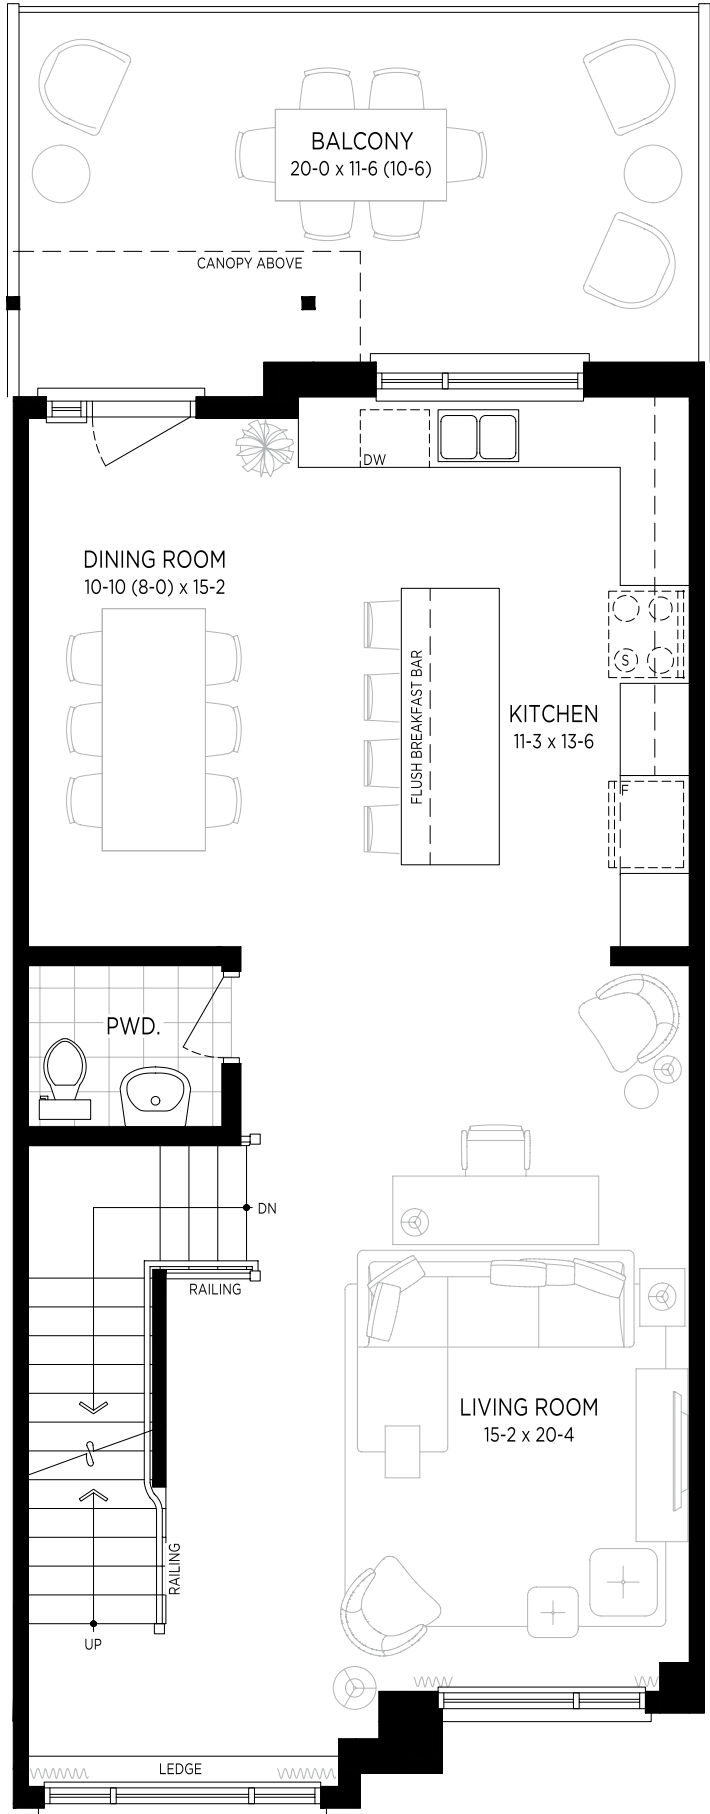 BALCONY
20-0 x 11-6 (10-6)
CANOPY ABOVE
DW
DINING ROOM
10-10 (8-0) x 15-2
FLUSH BREAKFAST BAR
S
KITCHEN
11-3 x 13-6
F
PWD.
DN
RAILING
LIVING ROOM
15-2 x 20-4
RAILING
UP
LEDGE